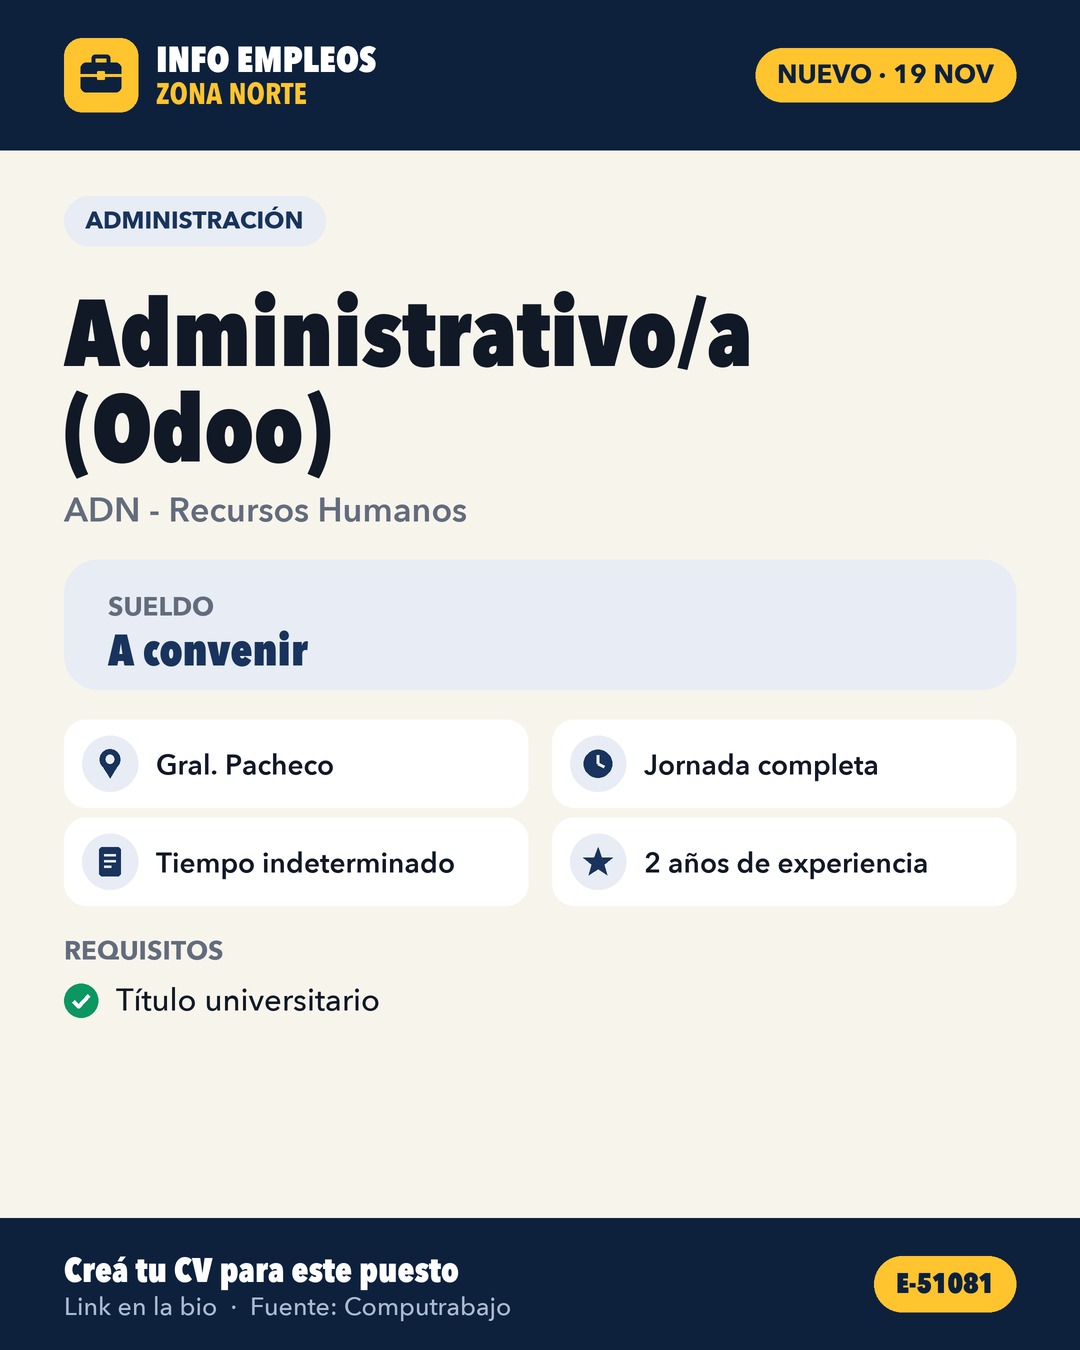 INFO EMPLEOS
ZONA NORTE
NUEVO · 19 NOV
ADMINISTRACIÓN
Administrativo/a
(Odoo)
ADN - Recursos Humanos
SUELDO
A convenir
Gral. Pacheco
Jornada completa
Tiempo indeterminado
2 años de experiencia
REQUISITOS
Título universitario
Creá tu CV para este puesto
Link en la bio · Fuente: Computrabajo
E-51081